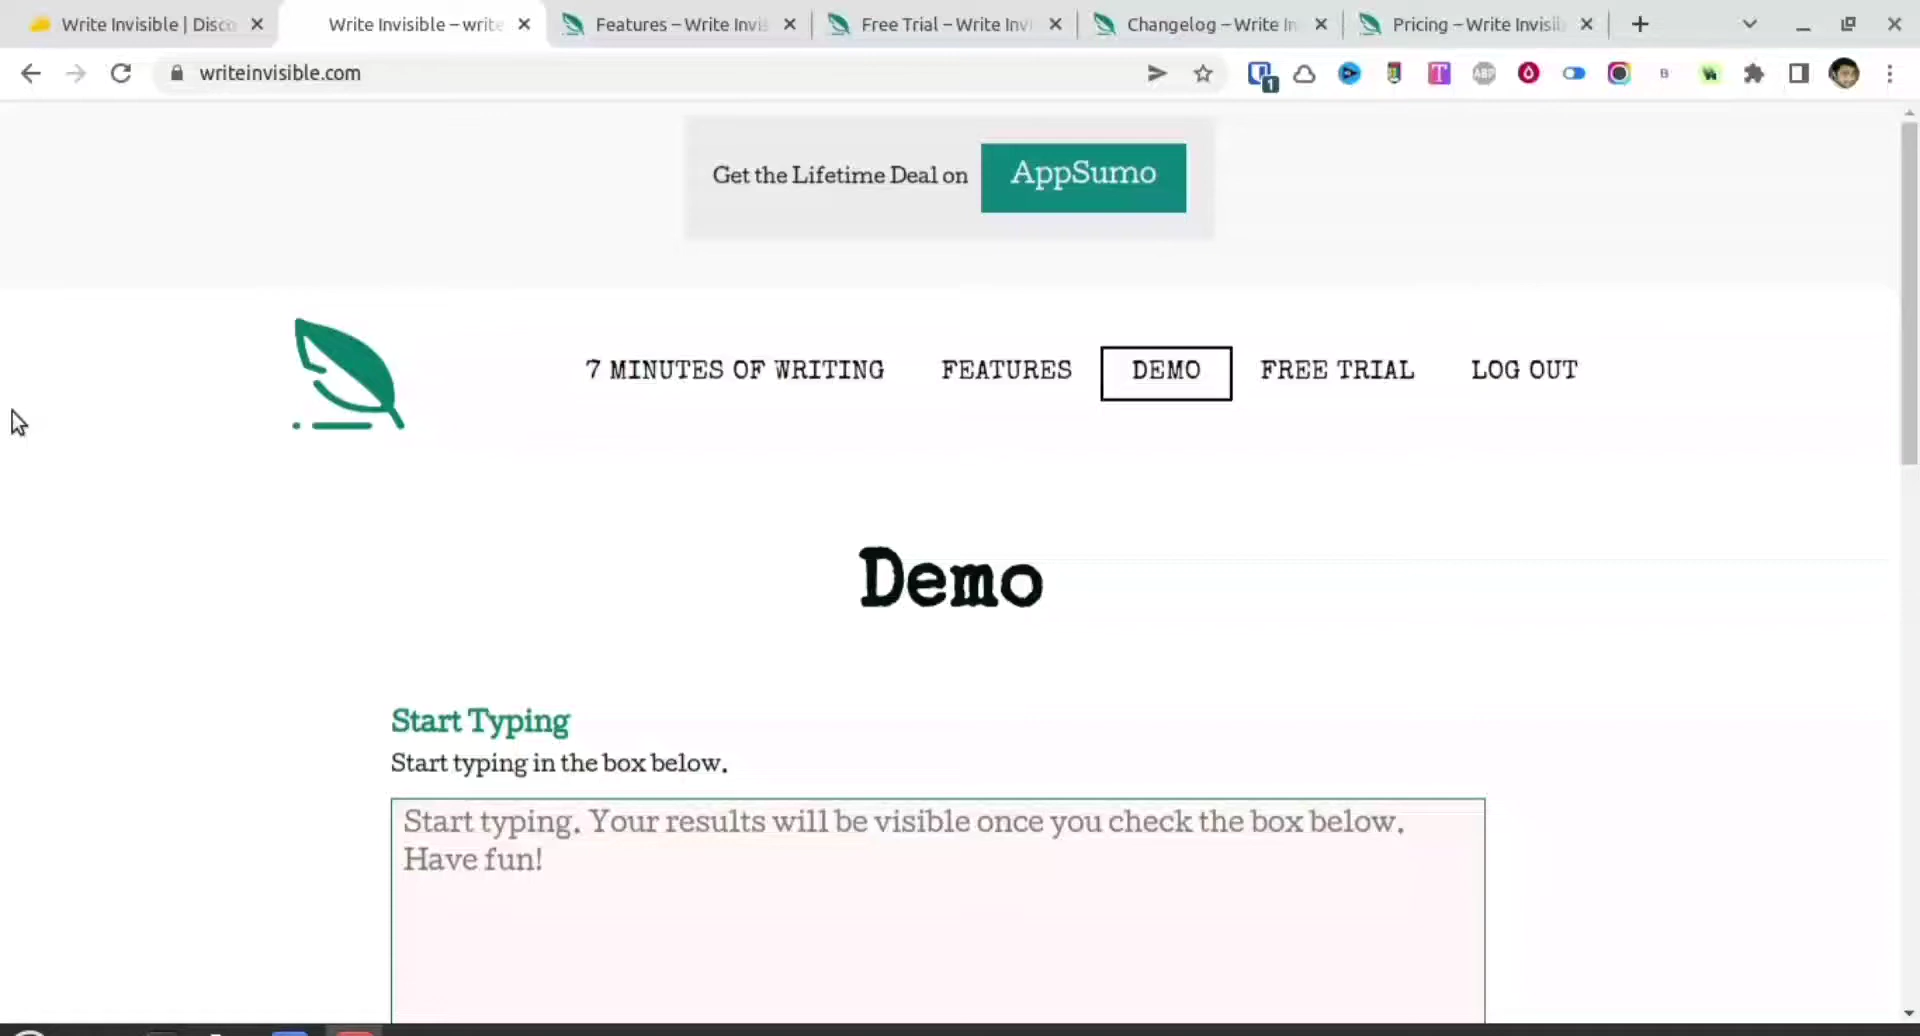 Write Invisible | Disco
Write Invisible – write
Features – Write Invis
Free Trial – Write Inv
Changelog – Write In
Pricing – Write Invisib
writeinvisible.com
1
T
ABP
B
Get the Lifetime Deal on AppSumo
7 MINUTES OF WRITING FEATURES DEMO FREE TRIAL LOG OUT
Demo
Start Typing
Start typing in the box below.
Start typing. Your results will be visible once you check the box below.
Have fun!